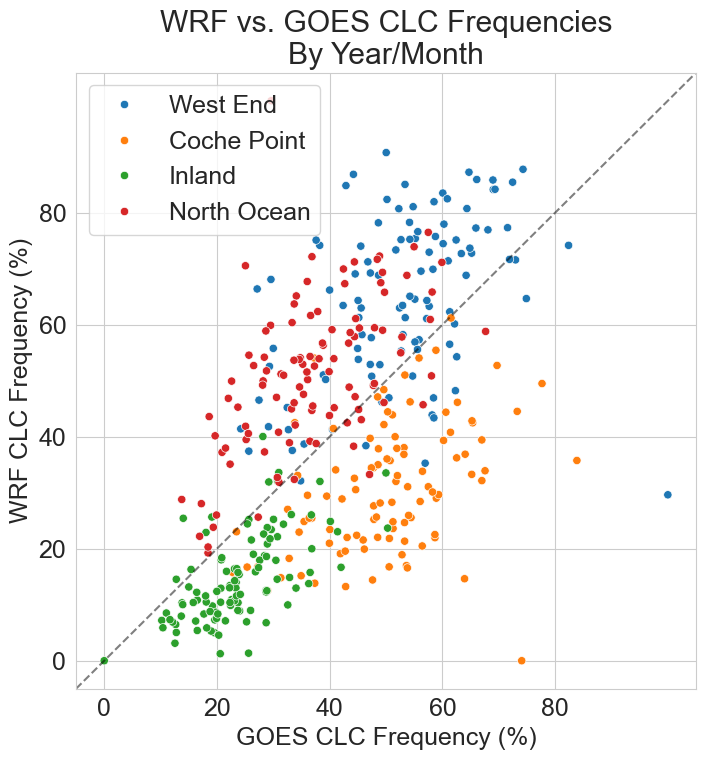 WRF vs. GOES CLC Frequencies
By Year/Month
West End
Coche Point
Inland
North Ocean
WRF CLC Frequency (%)
80
60
40
20
0
0 20 40 60 80
GOES CLC Frequency (%)